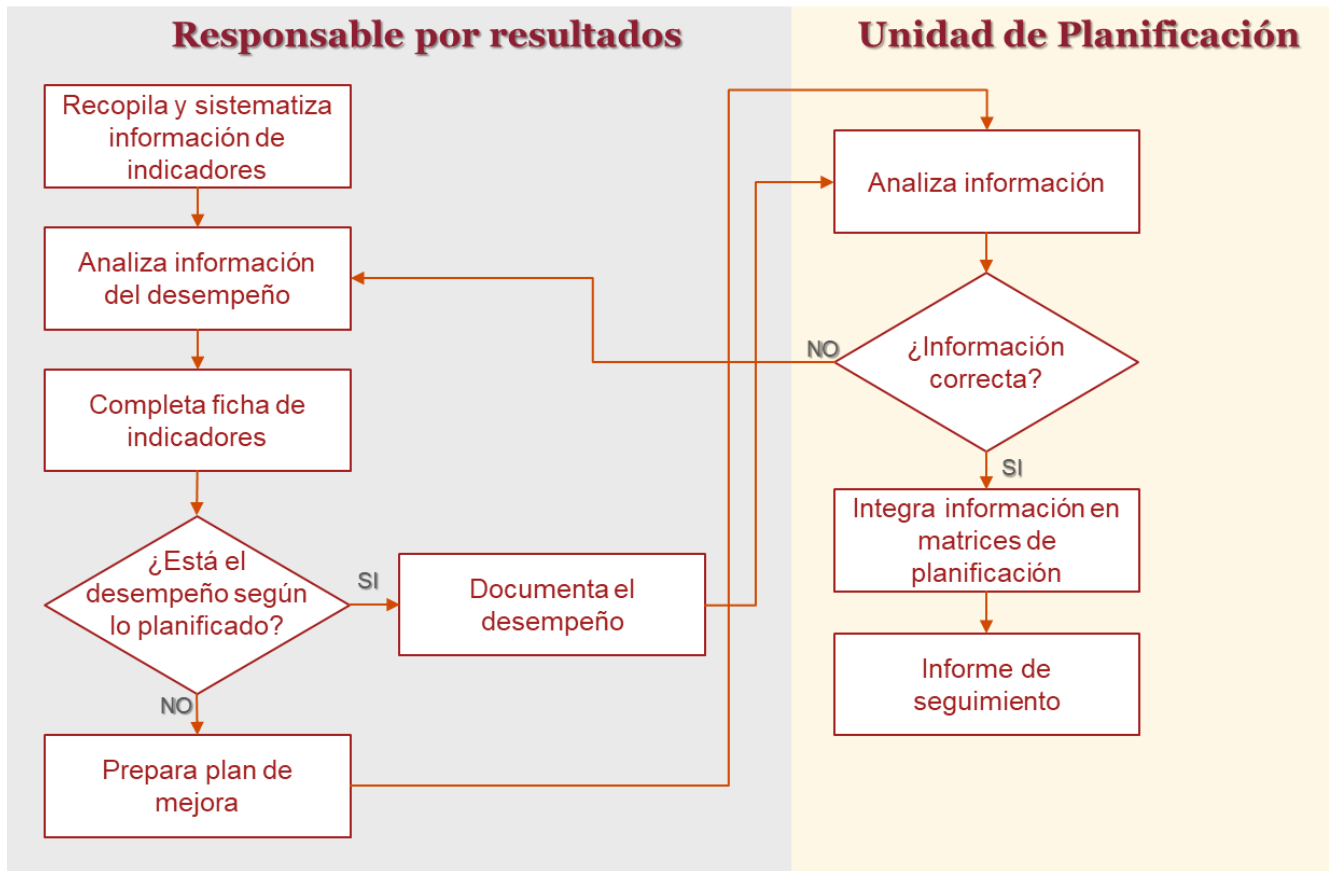 Responsable por resultados
Unidad de Planificación
Recopila y sistematiza
información de
indicadores
Analiza información
del desempeño
Completa ficha de
indicadores
¿Está el
desempeño según
lo planificado?
SI
Documenta el
desempeño
NO
Prepara plan de
mejora
Analiza información
¿Información
correcta?
NO
SI
Integra información en
matrices de
planificación
Informe de
seguimiento